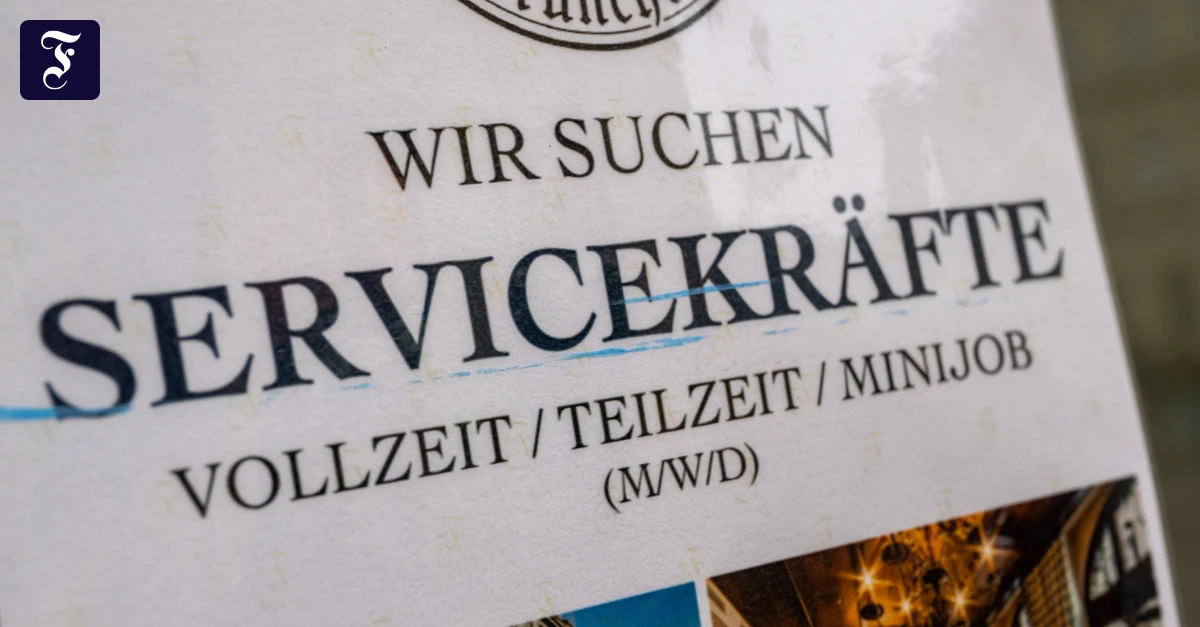 WIR SUCHEN
SERVICEKRÄFTE
VOLLZEIT / TEILZEIT / MINIJOB
(M/W/D)